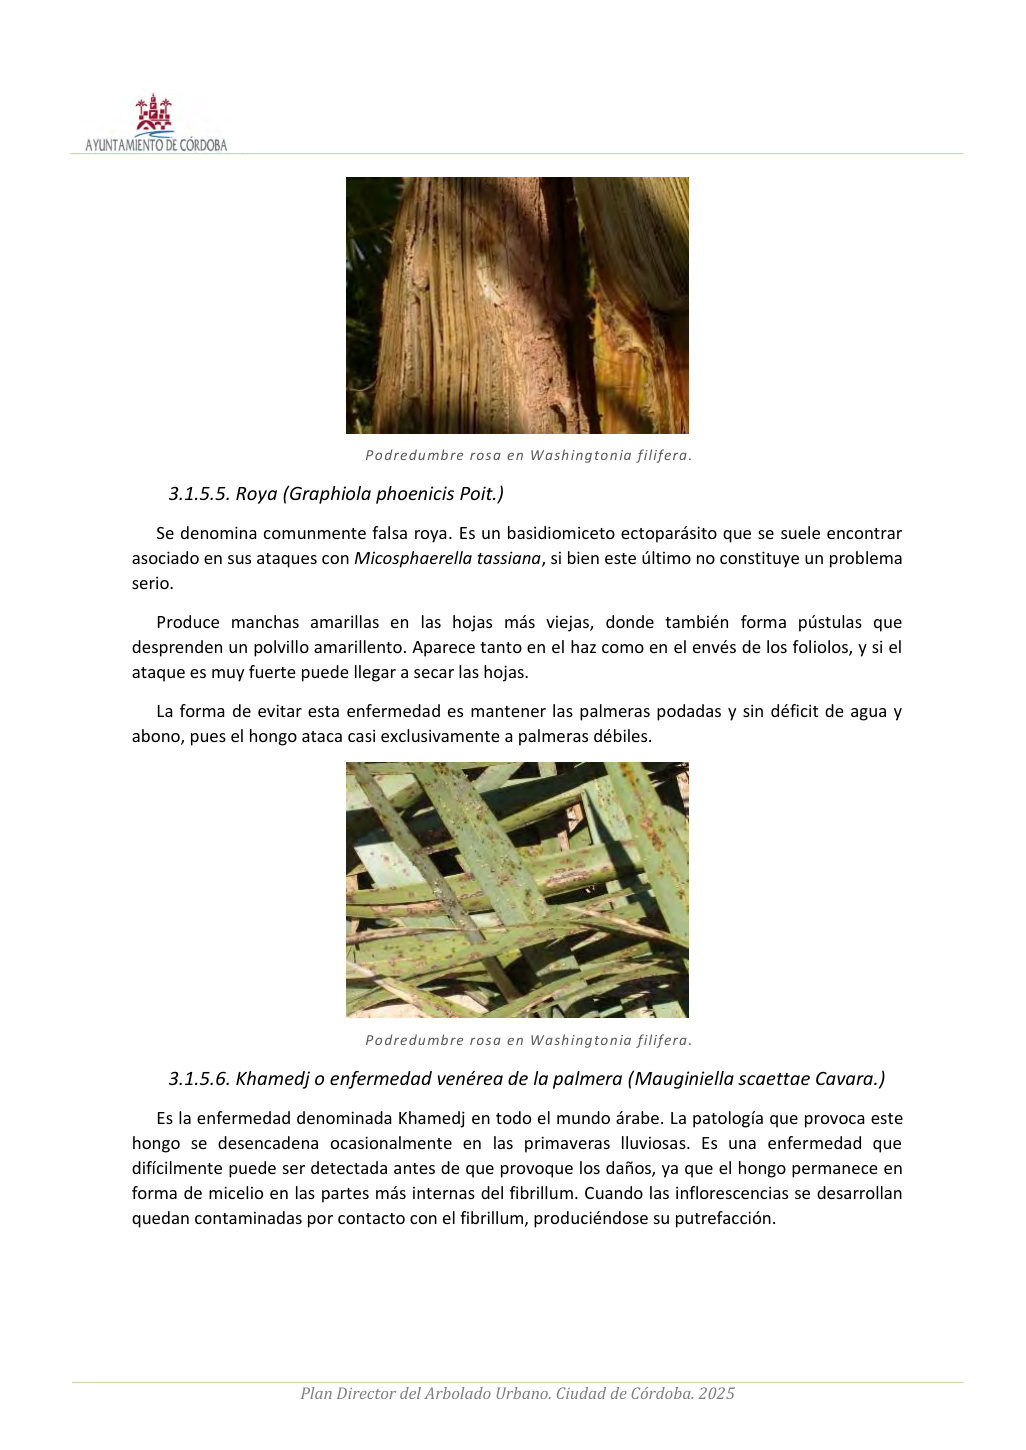 AYUNTAMIENTO DE CÓRDOBA
Podredumbre rosa en Washingtonia filifera.
3.1.5.5. Roya (Graphiola phoenicis Poit.)
Se denomina comunmente falsa roya. Es un basidiomiceto ectoparásito que se suele encontrar
asociado en sus ataques con Micosphaerella tassiana, si bien este último no constituye un problema
serio.
Produce manchas amarillas en las hojas más viejas, donde también forma pústulas que
desprenden un polvillo amarillento. Aparece tanto en el haz como en el envés de los foliolos, y si el
ataque es muy fuerte puede llegar a secar las hojas.
La forma de evitar esta enfermedad es mantener las palmeras podadas y sin déficit de agua y
abono, pues el hongo ataca casi exclusivamente a palmeras débiles.
Podredumbre rosa en Washingtonia filifera.
3.1.5.6. Khamedj o enfermedad venérea de la palmera (Mauginiella scaettae Cavara.)
Es la enfermedad denominada Khamedj en todo el mundo árabe. La patología que provoca este
hongo se desencadena ocasionalmente en las primaveras lluviosas. Es una enfermedad que
difícilmente puede ser detectada antes de que provoque los daños, ya que el hongo permanece en
forma de micelio en las partes más internas del fibrillum. Cuando las inflorescencias se desarrollan
quedan contaminadas por contacto con el fibrillum, produciéndose su putrefacción.
Plan Director del Arbolado Urbano. Ciudad de Córdoba. 2025